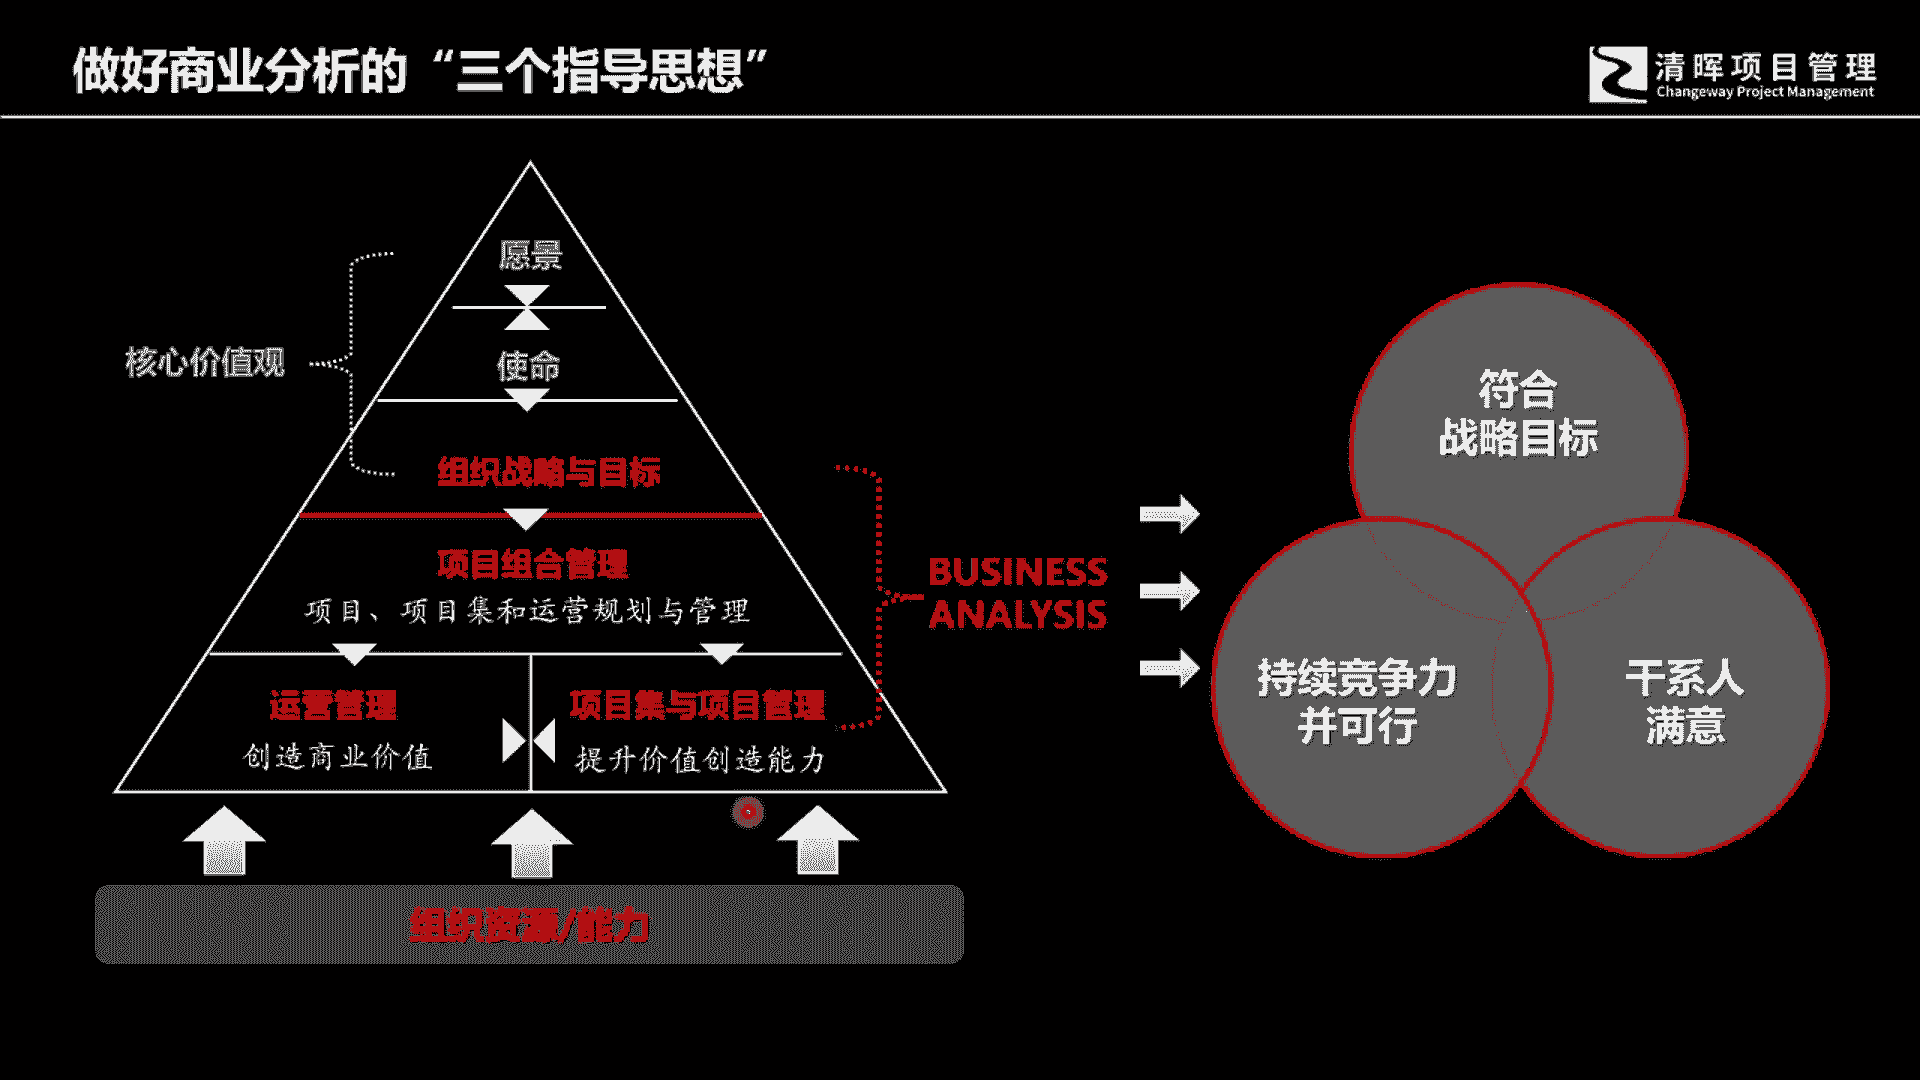 做好商业分析的“三个指导思想”
清晖项目管理
Changeway Project Management
愿景
使命
核心价值观
组织战略与目标
项目组合管理
项目、项目集和运营规划与管理
运营管理
创造商业价值
项目集与项目管理
提升价值创造能力
组织资源/能力
BUSINESS
ANALYSIS
符合
战略目标
持续竞争力
并可行
干系人
满意